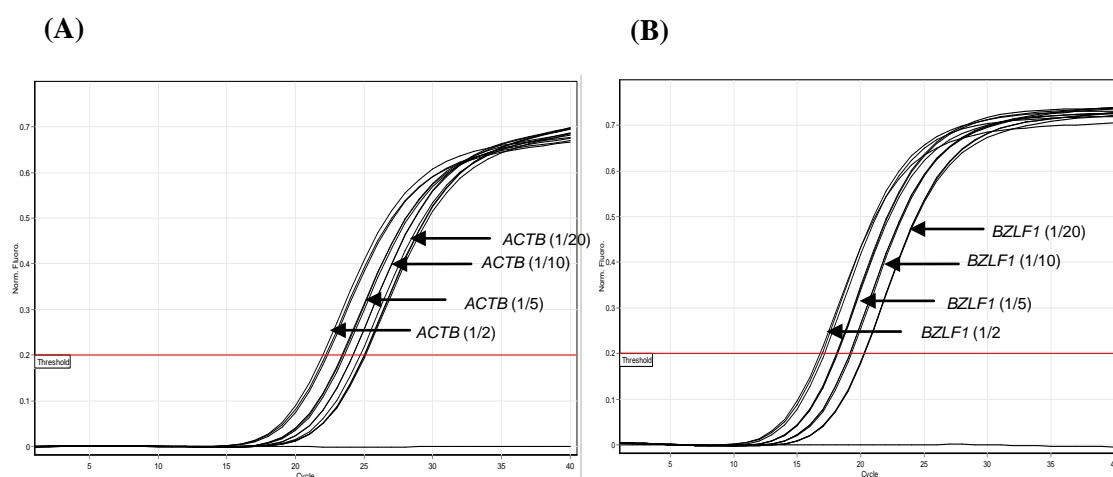 (A)
(B)
0.7
0.6
0.5
0.4
0.3
0.2
0.1
0
Norm. Fluoro.
Threshold
ACTB (1/20)
ACTB (1/10)
ACTB (1/5)
ACTB (1/2)
5
10
15
20
25
30
35
40
Cycle
0.7
0.6
0.5
0.4
0.3
0.2
0.1
0
Norm. Fluoro.
Threshold
BZLF1 (1/20)
BZLF1 (1/10)
BZLF1 (1/5)
BZLF1 (1/2
5
10
15
20
25
30
35
40
Cycle